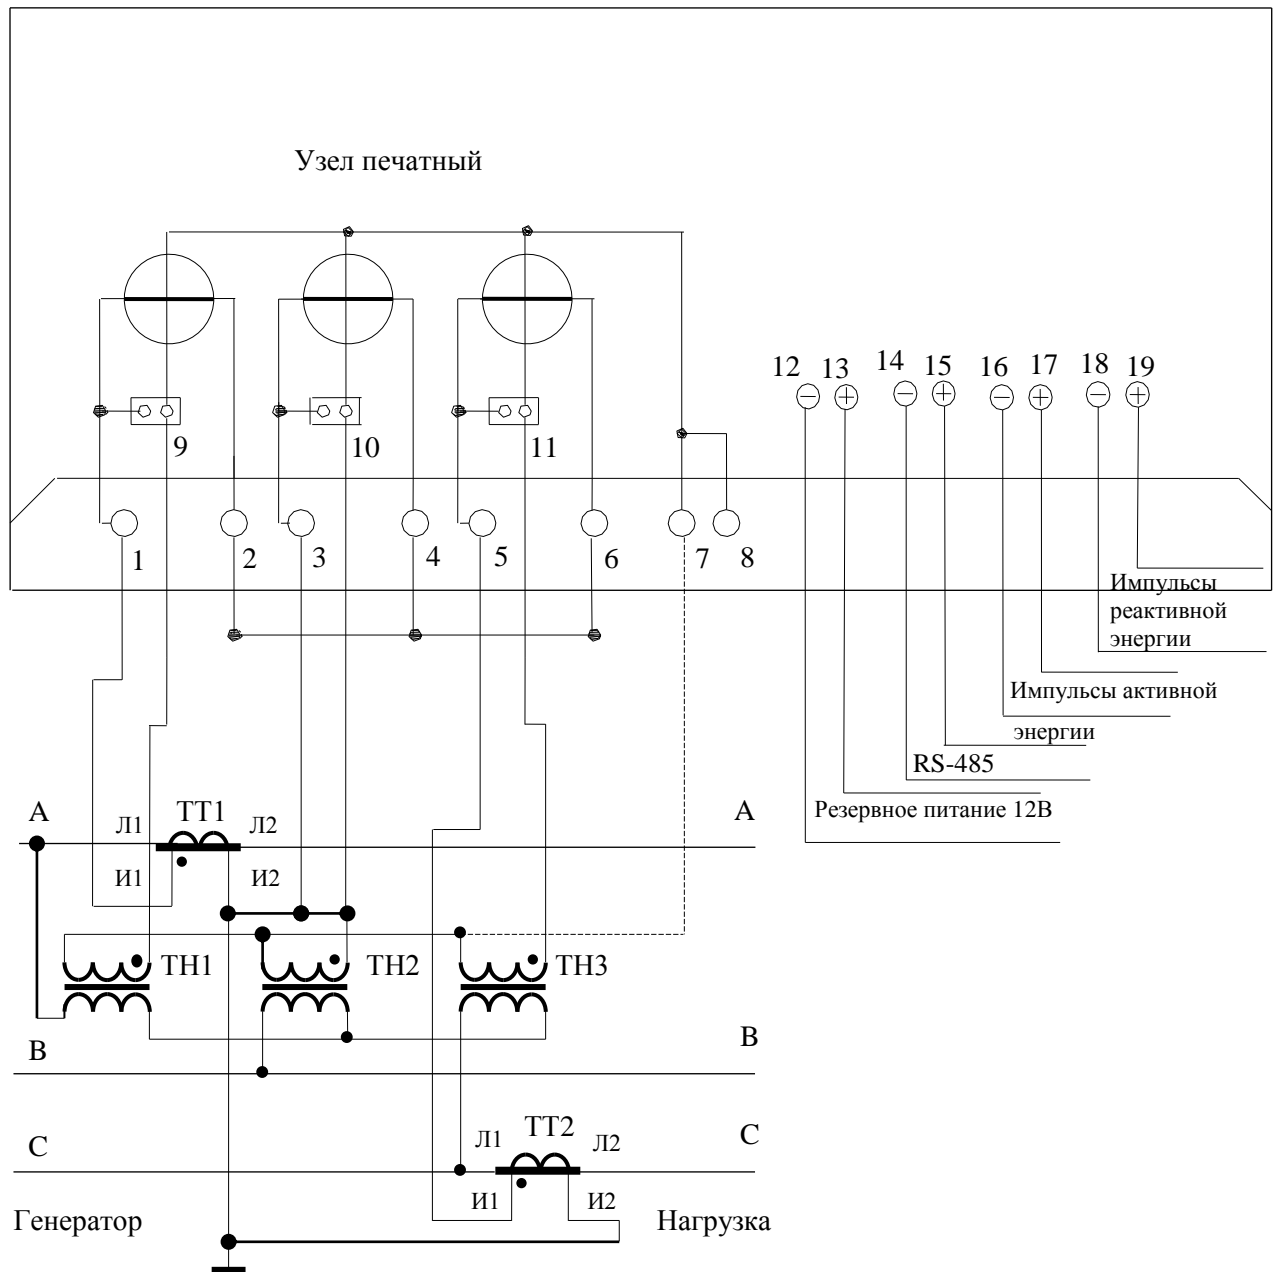 Узел печатный
12 13 14 15 16 17 18 19
9 10 11
1 2 3 4 5 6 7 8
Импульсы
реактивной
энергии
Импульсы активной
энергии
RS-485
Резервное питание 12В
А Л1 ТТ1 Л2 А
И1 И2
ТН1 ТН2 ТН3
В В
С Л1 ТТ2 Л2 С
И1 И2
Генератор Нагрузка